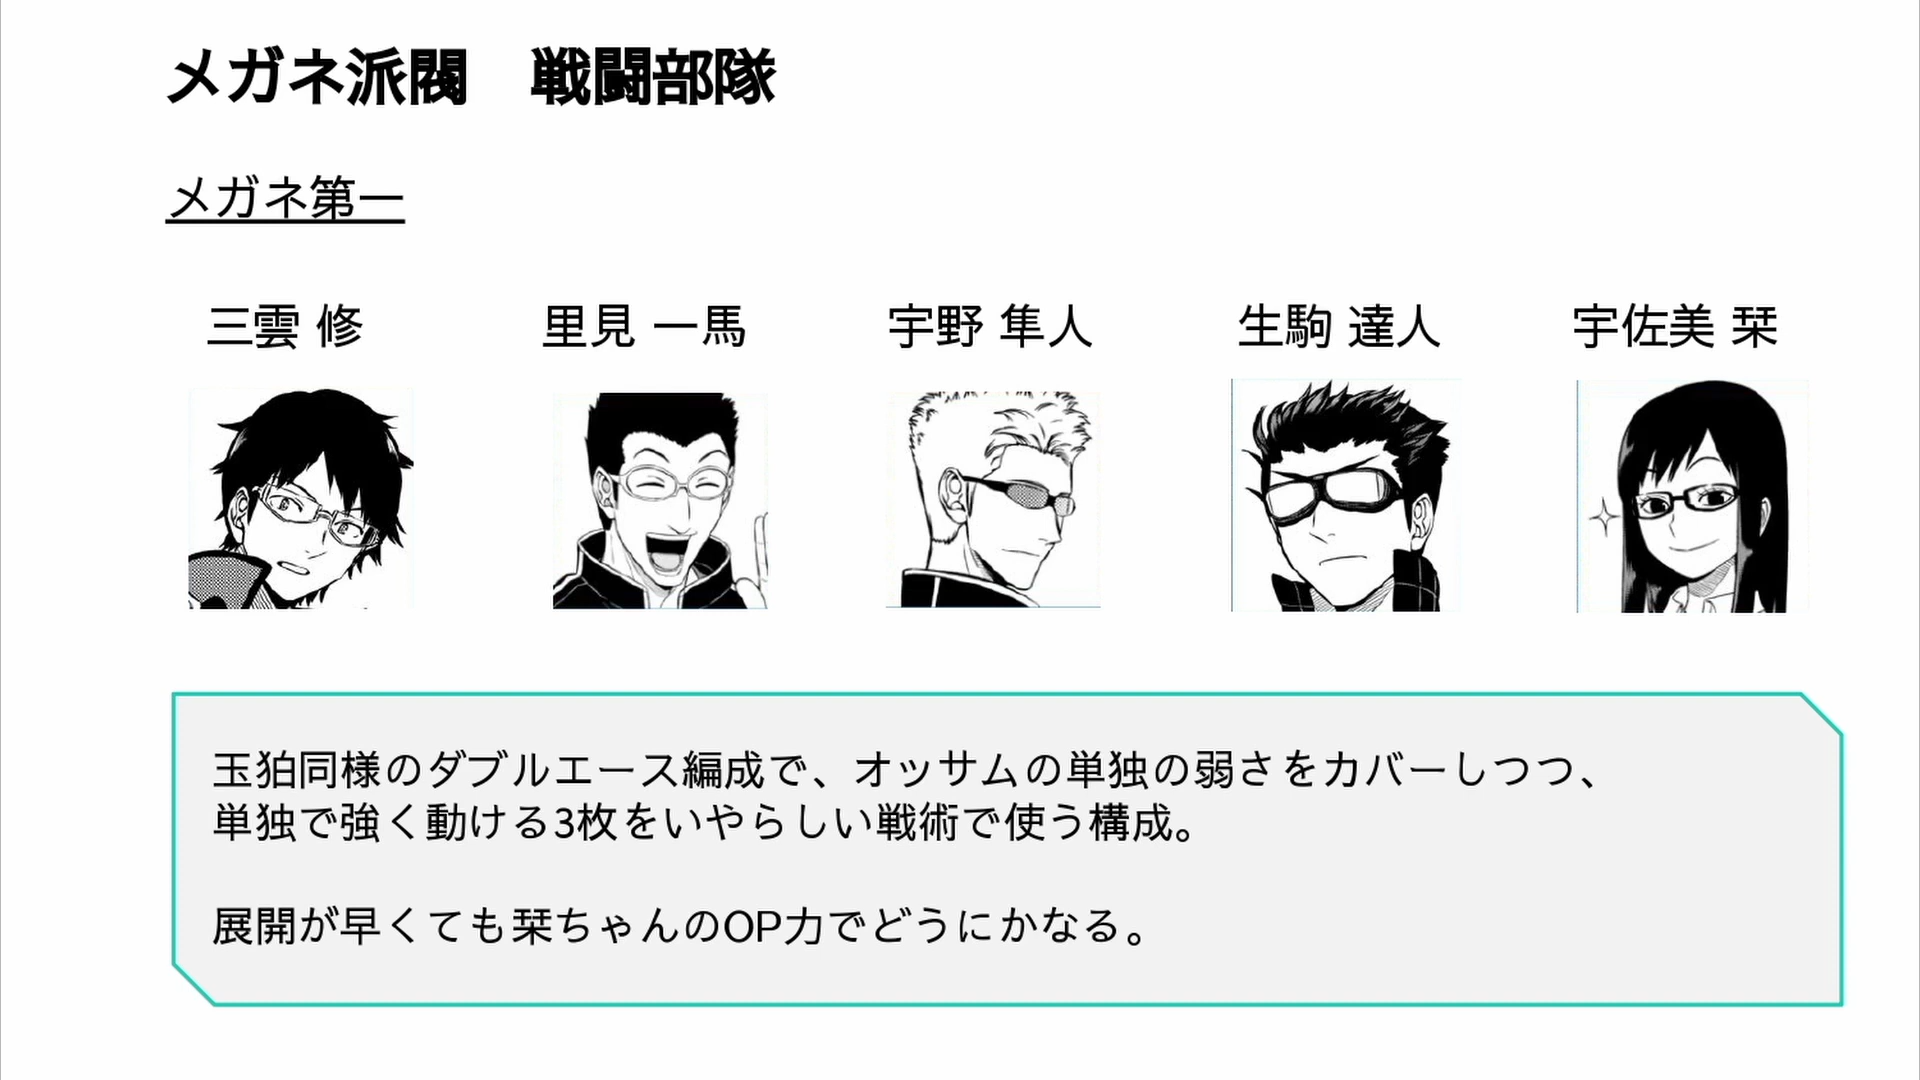 メガネ派閥　戦闘部隊
メガネ第一
三雲 修
里見 一馬
宇野 隼人
生駒 達人
宇佐美 栞
玉狛同様のダブルエース編成で、オッサムの単独の弱さをカバーしつつ、
単独で強く動ける3枚をいやらしい戦術で使う構成。
展開が早くても栞ちゃんのOP力でどうにかなる。